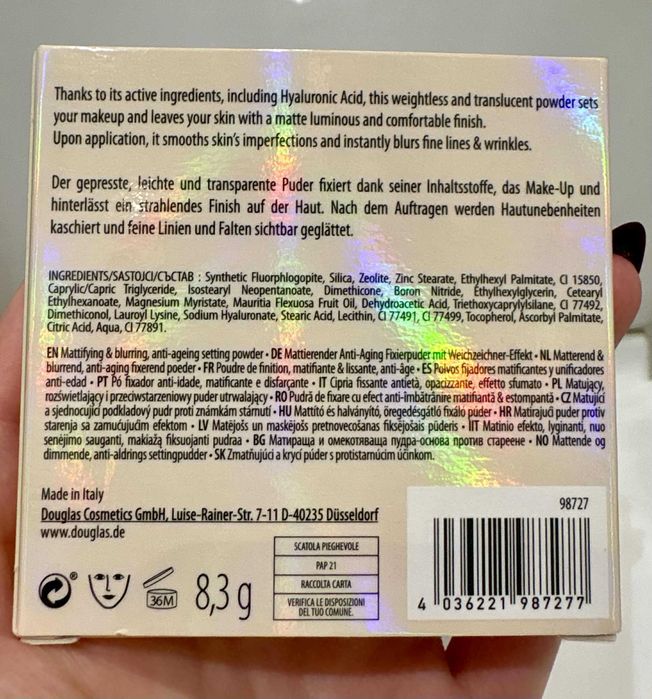 Thanks to its active ingredients, including Hyaluronic Acid, this weightless and translucent powder sets
your makeup and leaves your skin with a matte luminous and comfortable finish.
Upon application, it smooths skin's imperfections and instantly blurs fine lines & wrinkles.
Der gepresste, leichte und transparente Puder fixiert dank seiner Inhaltsstoffe, das Make-Up und
hinterlässt ein strahlendes Finish auf der Haut. Nach dem Auftragen werden Hautunebenheiten
kaschiert und feine Linien und Falten sichtbar geglättet.
INGREDIENTS/SASTOJCI/СЪСТАВ : Synthetic Fluorphlogopite, Silica, Zeolite, Zinc Stearate, Ethylhexyl Palmitate, CI 15850,
Caprylic/Capric Triglyceride, Isostearyl Neopentanoate, Dimethicone, Boron Nitride, Ethylhexylglycerin, Cetearyl
Ethylhexanoate, Magnesium Myristate, Mauritia Flexuosa Fruit Oil, Dehydroacetic Acid, Triethoxycaprylylsilane, CI 77492,
Dimethiconol, Lauroyl Lysine, Sodium Hyaluronate, Stearic Acid, Lecithin, CI 77491, CI 77499, Tocopherol, Ascorbyl Palmitate,
Citric Acid, Aqua, CI 77891.
EN Mattifying & blurring, anti-ageing setting powder • DE Mattierender Anti-Aging Fixierpuder mit Weichzeichner-Effekt • NL Matterend &
blurrend, anti-aging fixerend poeder • FR Poudre de finition, matifiante & lissante, anti-âge • ES Polvos fijadores matificantes y unificadores
anti-edad • PT Pó fixador anti-idade, matificante e disfarçante • IT Cipria fissante antietà, opacizzante, effetto sfumato • PL Matujący,
rozświetlający i przeciwstarzeniowy puder utrwalający • RO Pudră de fixare cu efect anti-îmbătrânire matifiantă & estompantă • CZ Matující
a sjednocující podkladový pudr proti známkám stárnutí • HU Mattító és halványító, öregedésgátló fixáló púder • HR Matirajući puder protiv
starenja sa zamućujućim efektom • LV Matējošs un maskējošs pretnovecošanas fiksējošais pūderis • LIT Matinio efekto, lyginanti, nuo
senėjimo sauganti, makiažą fiksuojanti pudraa • BG Матираща и омекотяваща пудра-основа против стареене • NO Mattende og
dimmende, anti-aldrings settingpudder • SK Zmatňujúci a krycí púder s protistarnúcim účinkom.
Made in Italy
Douglas Cosmetics GmbH, Luise-Rainer-Str. 7-11 D-40235 Düsseldorf
www.douglas.de
36M
8,3 g
SCATOLA PIEGHEVOLE
PAP 21
RACCOLTA CARTA
VERIFICA LE DISPOSIZIONI
DEL TUO COMUNE.
98727
4 036221 987277